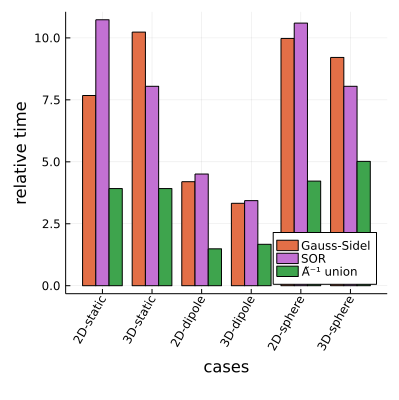 relative time
10.0
7.5
5.0
2.5
0.0
Gauss-Sidel
SOR
Ã⁻¹ union
2D-static
3D-static
2D-dipole
3D-dipole
2D-sphere
3D-sphere
cases